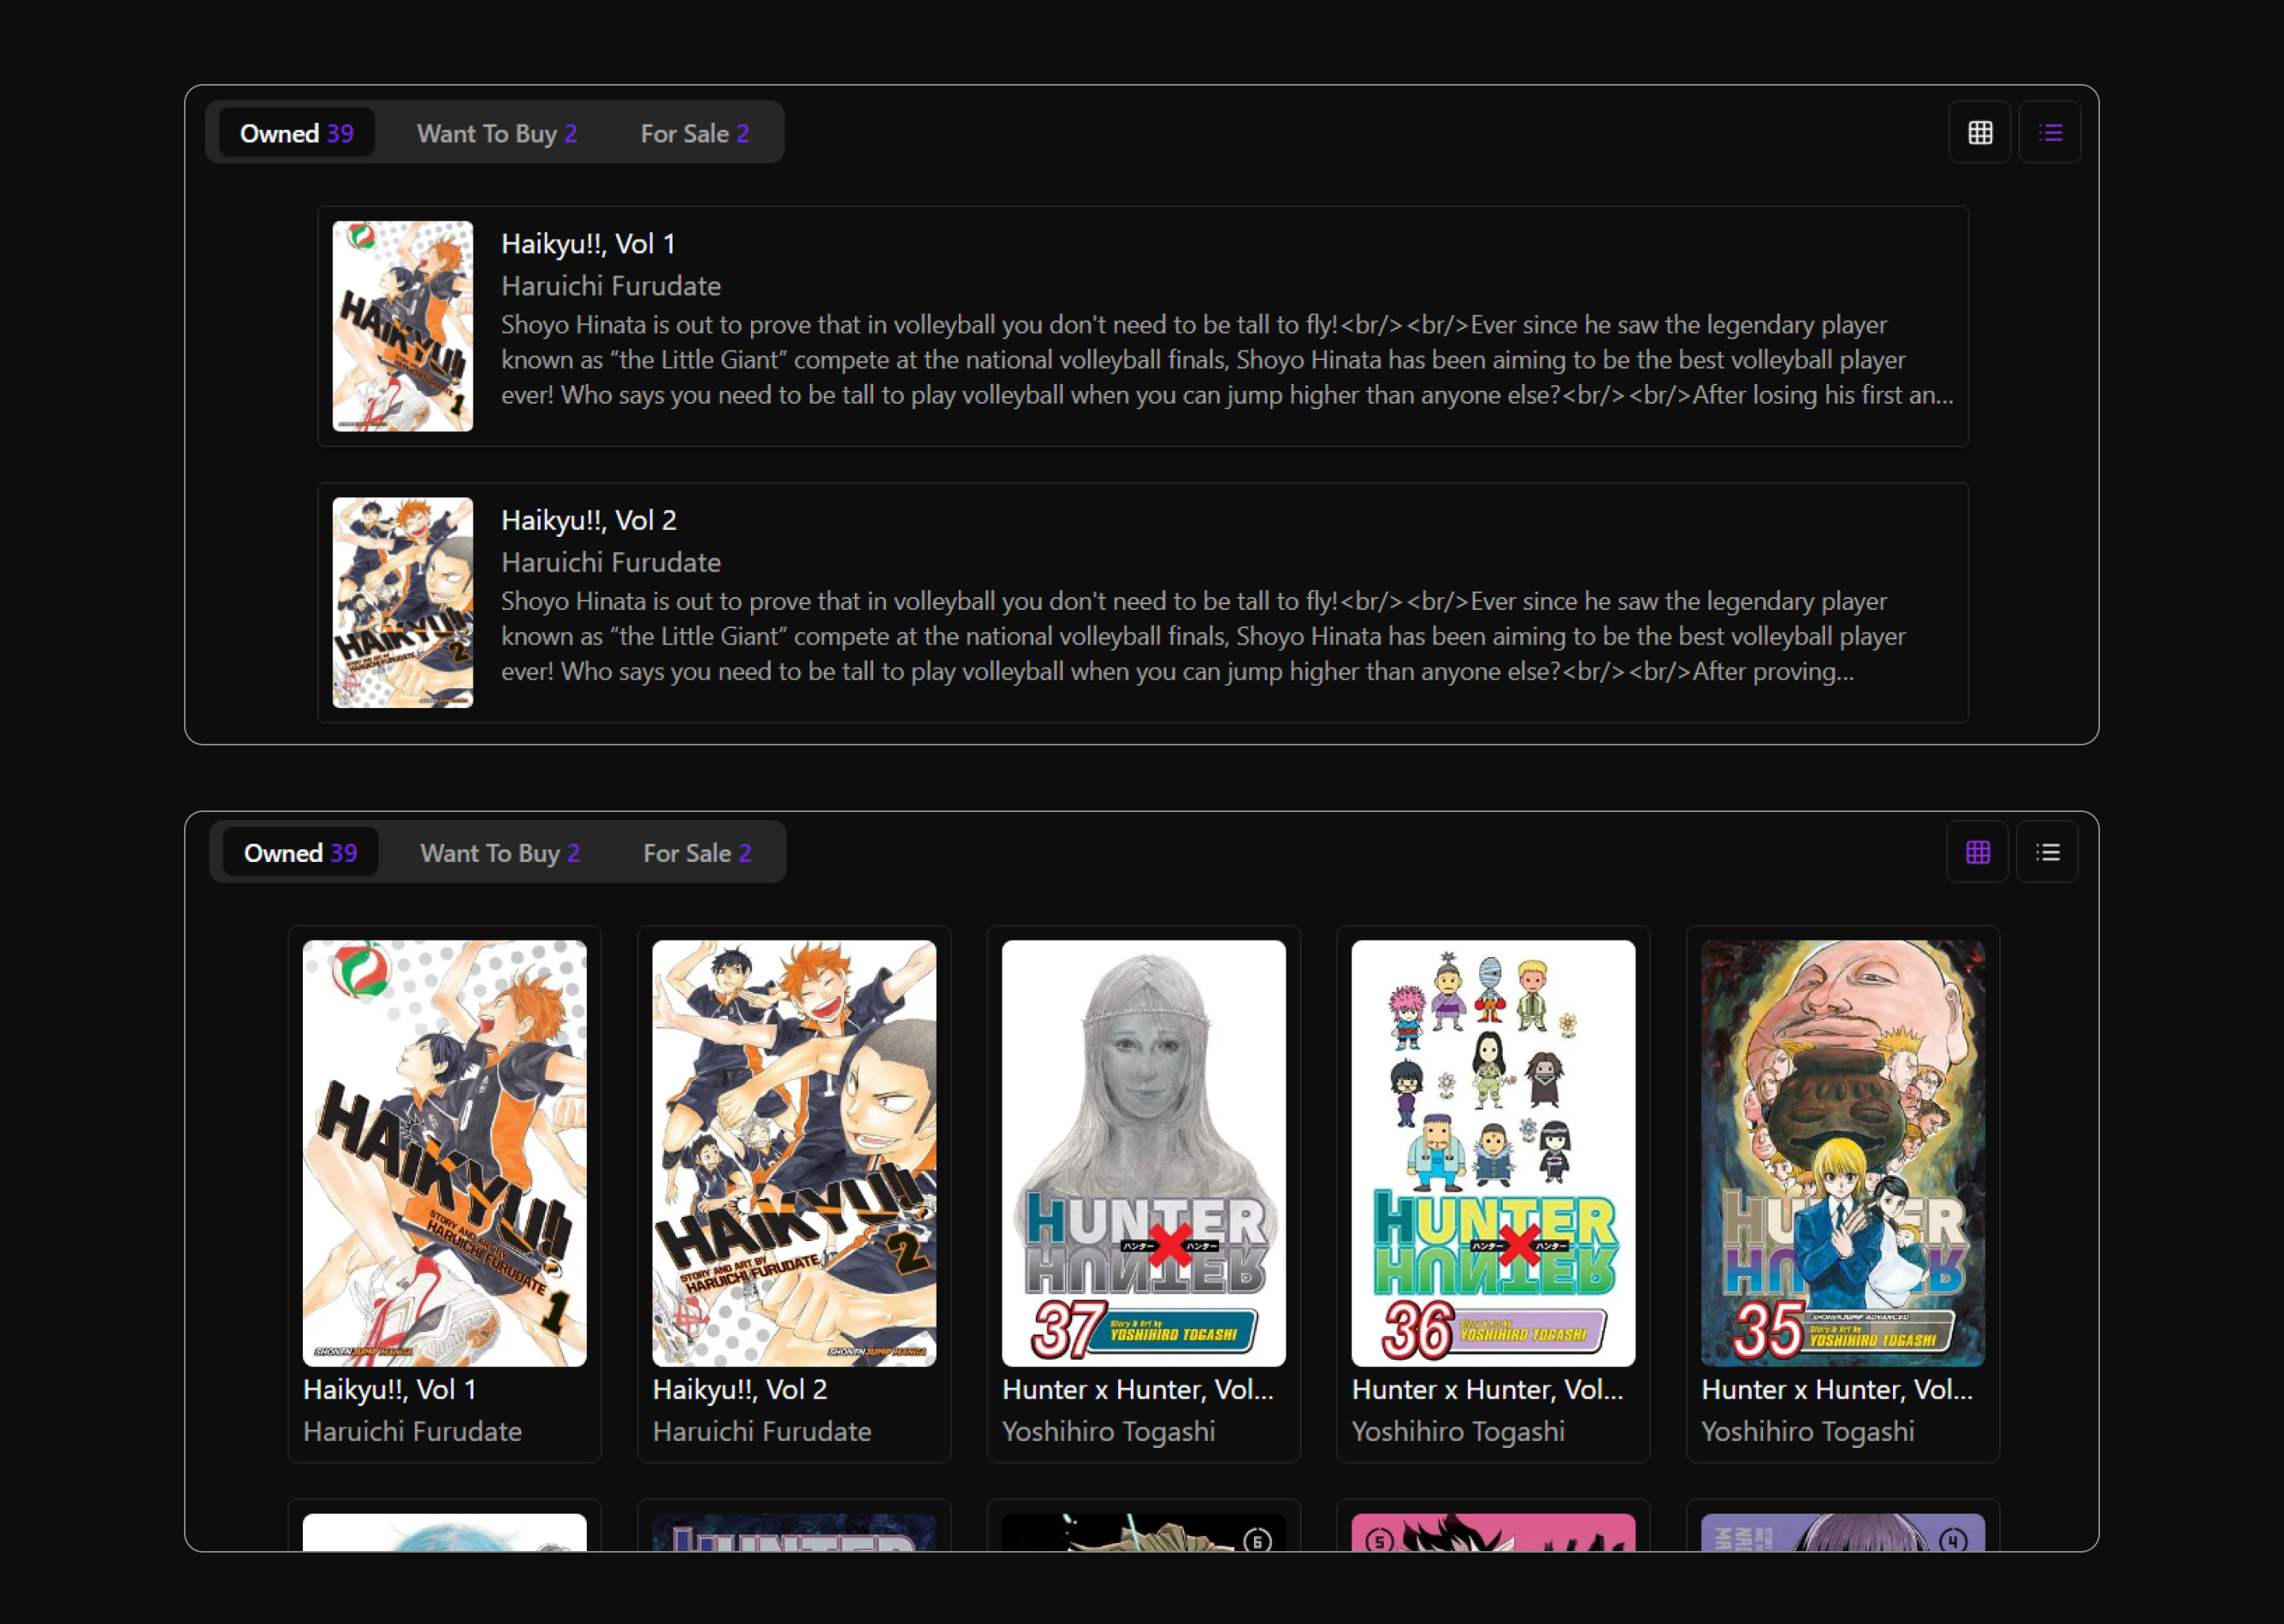 Owned 39
Want To Buy 2
For Sale 2
HAIKYU!!
1
Haikyu!!, Vol 1
Haruichi Furudate
Shoyo Hinata is out to prove that in volleyball you don't need to be tall to fly!<br/><br/>Ever since he saw the legendary player
known as “the Little Giant” compete at the national volleyball finals, Shoyo Hinata has been aiming to be the best volleyball player
ever! Who says you need to be tall to play volleyball when you can jump higher than anyone else?<br/><br/>After losing his first an...
HAIKYU!!
2
STORY AND ART BY
HARUICHI FURUDATE
Haikyu!!, Vol 2
Haruichi Furudate
Shoyo Hinata is out to prove that in volleyball you don't need to be tall to fly!<br/><br/>Ever since he saw the legendary player
known as “the Little Giant” compete at the national volleyball finals, Shoyo Hinata has been aiming to be the best volleyball player
ever! Who says you need to be tall to play volleyball when you can jump higher than anyone else?<br/><br/>After proving...
Owned 39
Want To Buy 2
For Sale 2
HAIKYU!!
STORY AND ART BY
HARUICHI FURUDATE
1
SHONEN JUMP MANGA
Haikyu!!, Vol 1
Haruichi Furudate
1
HAIKYU!!
2
STORY AND ART BY
HARUICHI FURUDATE
SHONEN JUMP MANGA
Haikyu!!, Vol 2
Haruichi Furudate
HUNTER
ハンター X ハンター
HUNTER
37
Story & Art by
YOSHIHIRO TOGASHI
Hunter x Hunter, Vol...
Yoshihiro Togashi
HUNTER
ハンター X ハンター
HUNTER
36
Story & Art by
YOSHIHIRO TOGASHI
Hunter x Hunter, Vol...
Yoshihiro Togashi
HUNTER
HUNTER
35
SHONEN JUMP ADVANCED
Story & Art by
YOSHIHIRO TOGASHI
Hunter x Hunter, Vol...
Yoshihiro Togashi
HUNTER
6
5
4